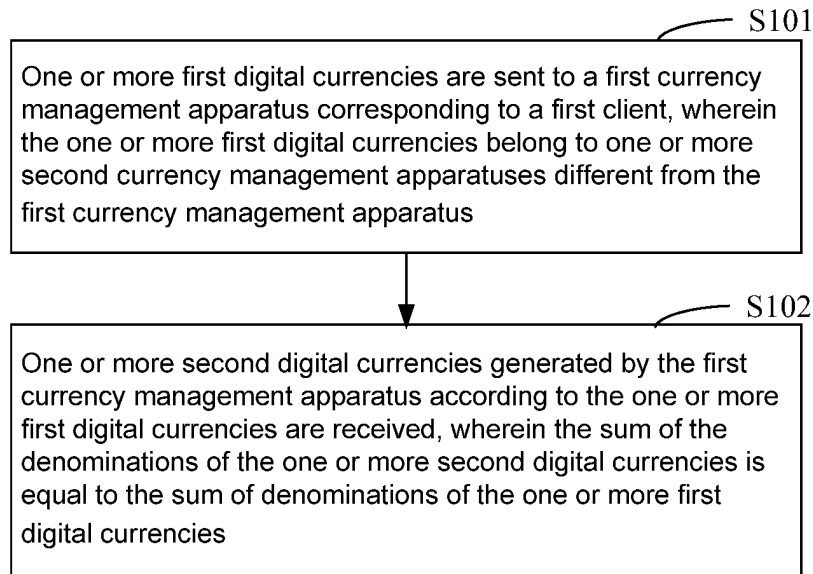 S101
One or more first digital currencies are sent to a first currency
management apparatus corresponding to a first client, wherein
the one or more first digital currencies belong to one or more
second currency management apparatuses different from the
first currency management apparatus
S102
One or more second digital currencies generated by the first
currency management apparatus according to the one or more
first digital currencies are received, wherein the sum of the
denominations of the one or more second digital currencies is
equal to the sum of denominations of the one or more first
digital currencies